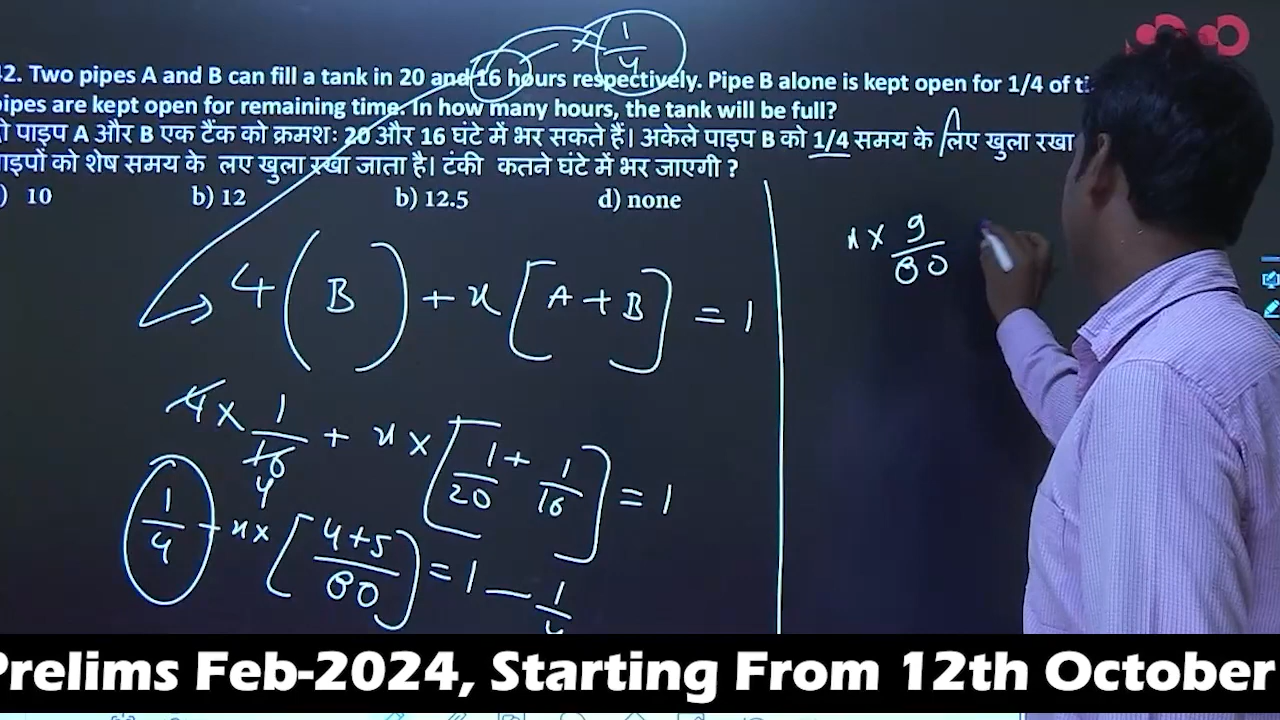 × 1/4
2. Two pipes A and B can fill a tank in 20 and 16 hours respectively. Pipe B alone is kept open for 1/4 of
pipes are kept open for remaining time. In how many hours, the tank will be full?
पाइप A और B एक टैंक को क्रमशः 20 और 16 घंटे में भर सकते हैं। अकेले पाइप B को 1/4 समय के लिए खुला रखा
पाइपों को शेष समय के लए खुला रखा जाता है। टंकी कतने घंटे में भर जाएगी ?
) 10 b) 12 b) 12.5 d) none
4 ( B ) + x [ A + B ] = 1
4 × 1/16 + x × [ 1/20 + 1/16 ] = 1
4
1/4 + x × [ 4+5/80 ] = 1 — 1/4
x × 9/80
Prelims Feb-2024, Starting From 12th October